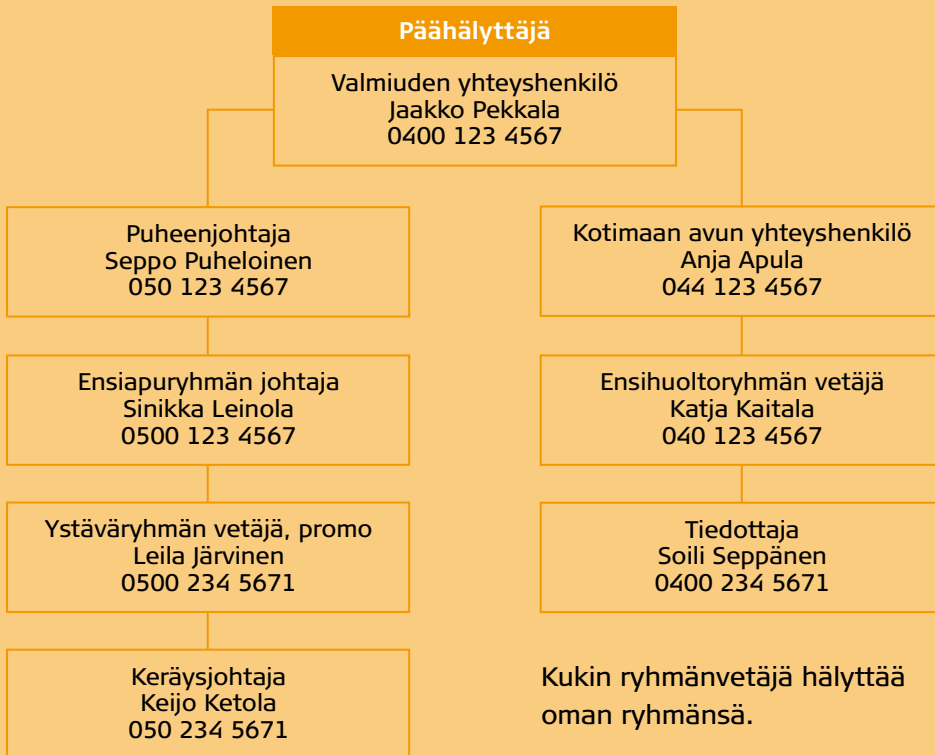 Päähälyttäjä
Valmiuden yhteyshenkilö
Jaakko Pekkala
0400 123 4567
Puheenjohtaja
Seppo Puheloinen
050 123 4567
Kotimaan avun yhteyshenkilö
Anja Apula
044 123 4567
Ensiapuryhmän johtaja
Sinikka Leinola
0500 123 4567
Ensihuoltoryhmän vetäjä
Katja Kaitala
040 123 4567
Ystäväryhmän vetäjä, promo
Leila Järvinen
0500 234 5671
Tiedottaja
Soili Seppänen
0400 234 5671
Keräysjohtaja
Keijo Ketola
050 234 5671
Kukin ryhmänvetäjä hälyttää
oman ryhmänsä.